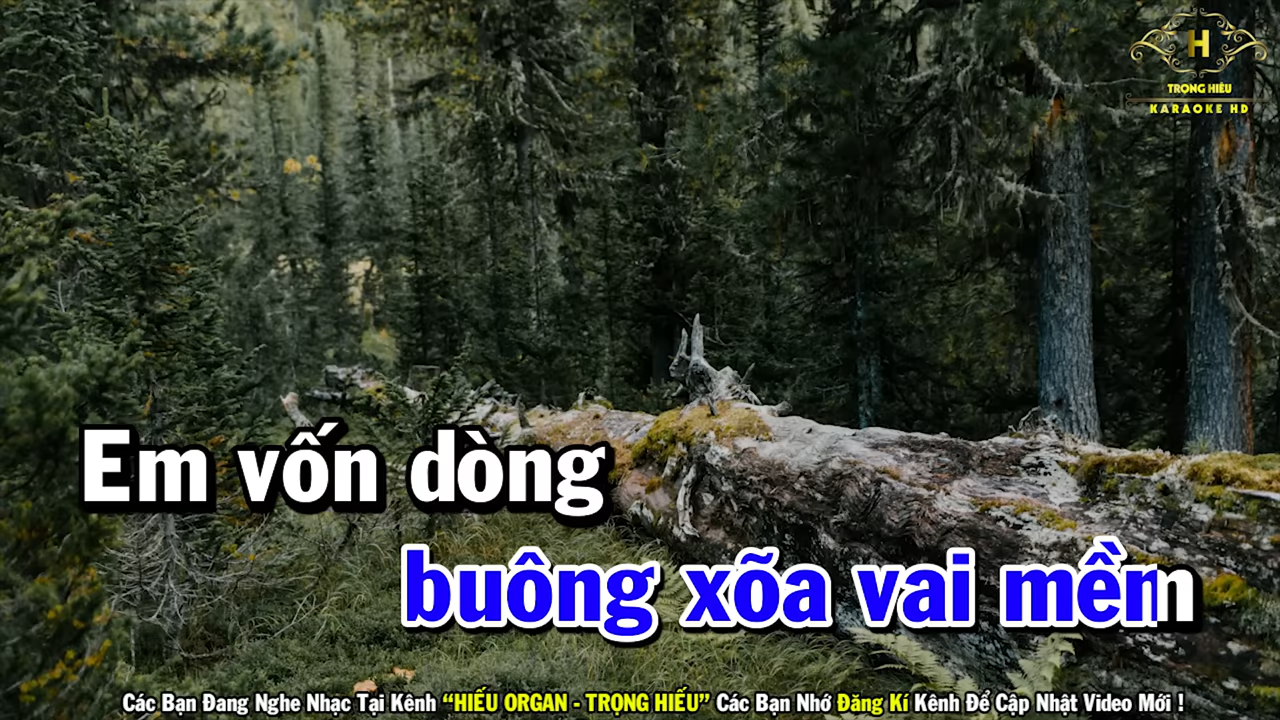 H
TRỌNG HIẾU
KARAOKE HD
Em vốn dòng
buông xõa vai mềm
Các Bạn Đang Nghe Nhạc Tại Kênh “HIẾU ORGAN - TRỌNG HIẾU” Các Bạn Nhớ Đăng Kí Kênh Để Cập Nhật Video Mới !